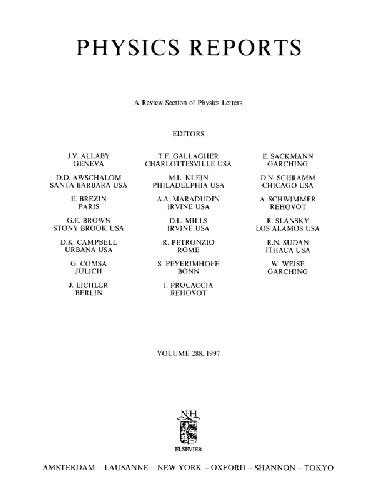 PHYSICS REPORTS
A Review Section of Physics Letters
EDITORS
J.V. ALLABY
GENEVA
D.D. AWSCHALOM
SANTA BARBARA USA
E. BREZIN
PARIS
G.E. BROWN
STONY BROOK USA
D.K. CAMPBELL
URBANA USA
G. COMSA
JÜLICH
J. EICHLER
BERLIN
T.F. GALLAGHER
CHARLOTTESVILLE USA
M.L. KLEIN
PHILADELPHIA USA
A.A. MARADUDIN
IRVINE USA
D.L. MILLS
IRVINE USA
R. PETRONZIO
ROME
S. PEYERIMHOFF
BONN
I. PROCACCIA
REHOVOT
E. SACKMANN
GARCHING
D.N. SCHRAMM
CHICAGO USA
A. SCHWIMMER
REHOVOT
R. SLANSKY
LOS ALAMOS USA
R.N. SUDAN
ITHACA USA
W. WEISE
GARCHING
VOLUME 288, 1997
N·H
ELSEVIER
AMSTERDAM – LAUSANNE – NEW YORK – OXFORD – SHANNON – TOKYO